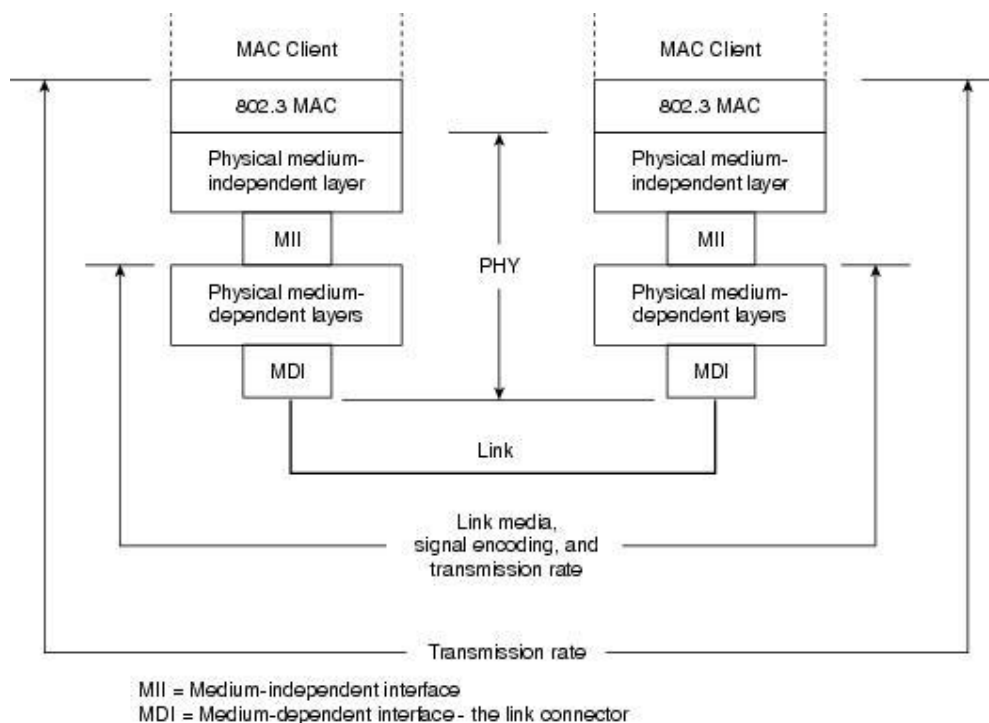 MAC Client
MAC Client
802.3 MAC
802.3 MAC
Physical medium-
independent layer
Physical medium-
independent layer
MII
MII
PHY
Physical medium-
dependent layers
Physical medium-
dependent layers
MDI
MDI
Link
Link media,
signal encoding, and
transmission rate
Transmission rate
MII = Medium-independent interface
MDI = Medium-dependent interface - the link connector